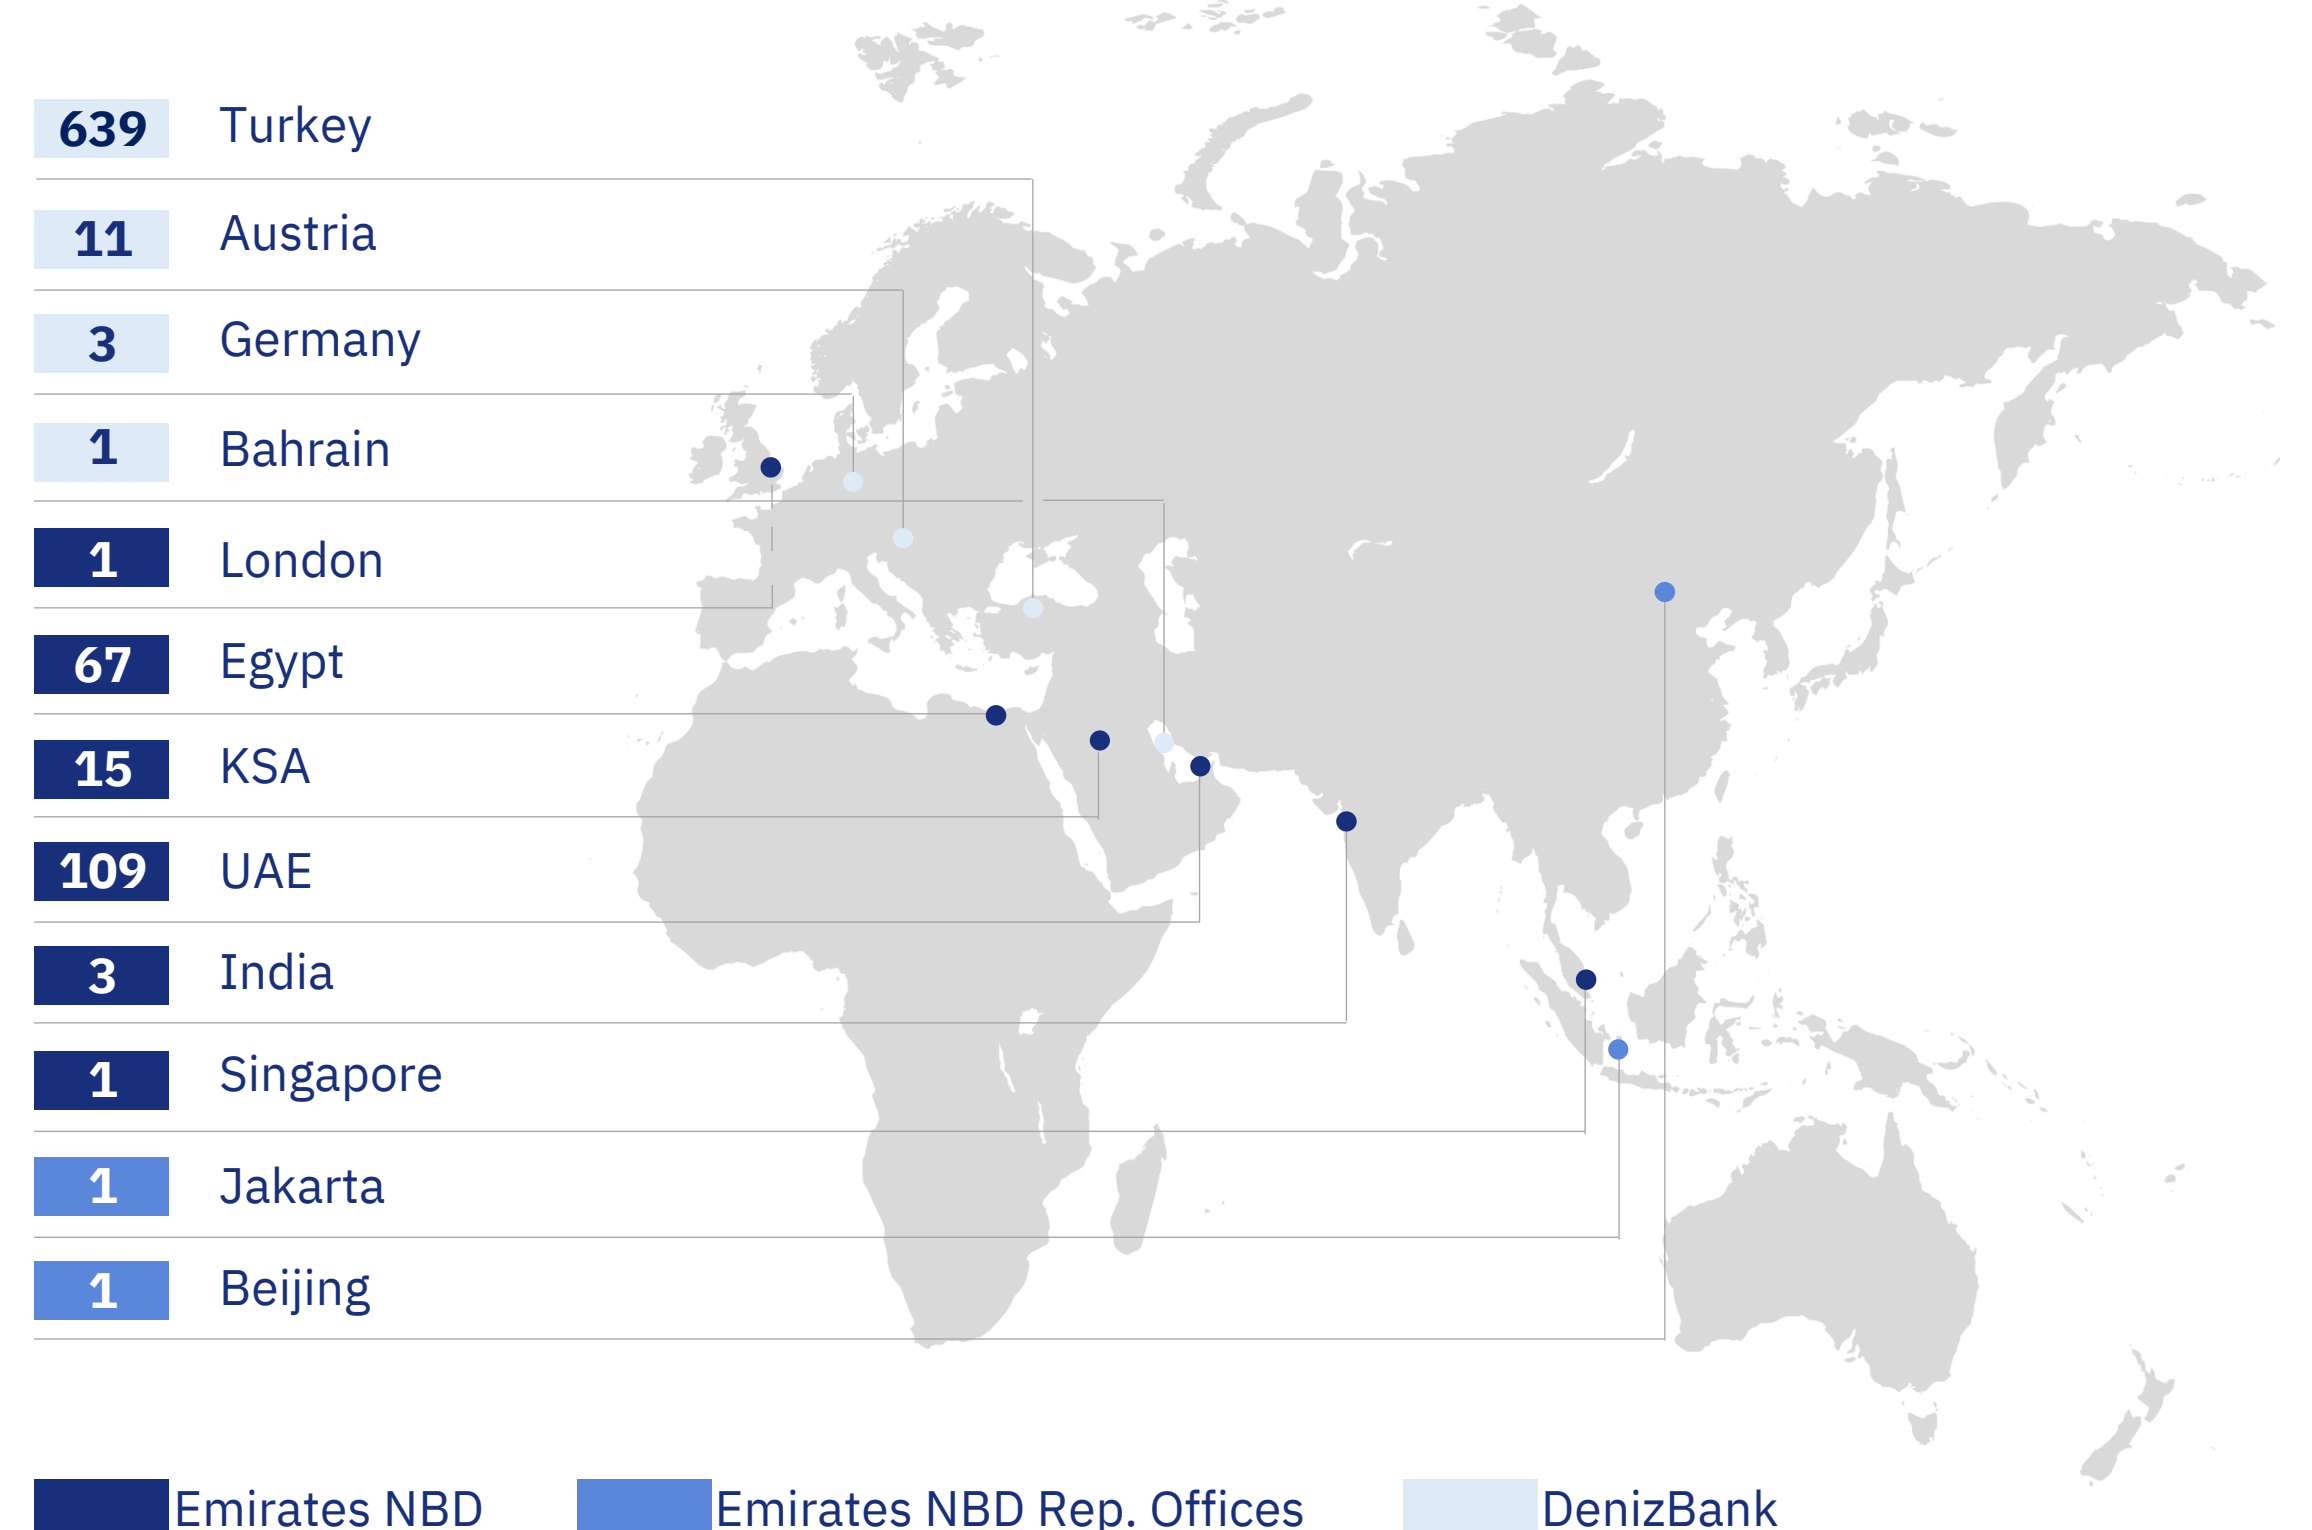 639 Turkey
11 Austria
3 Germany
1 Bahrain
1 London
67 Egypt
15 KSA
109 UAE
3 India
1 Singapore
1 Jakarta
1 Beijing
Emirates NBD Emirates NBD Rep. Offices DenizBank